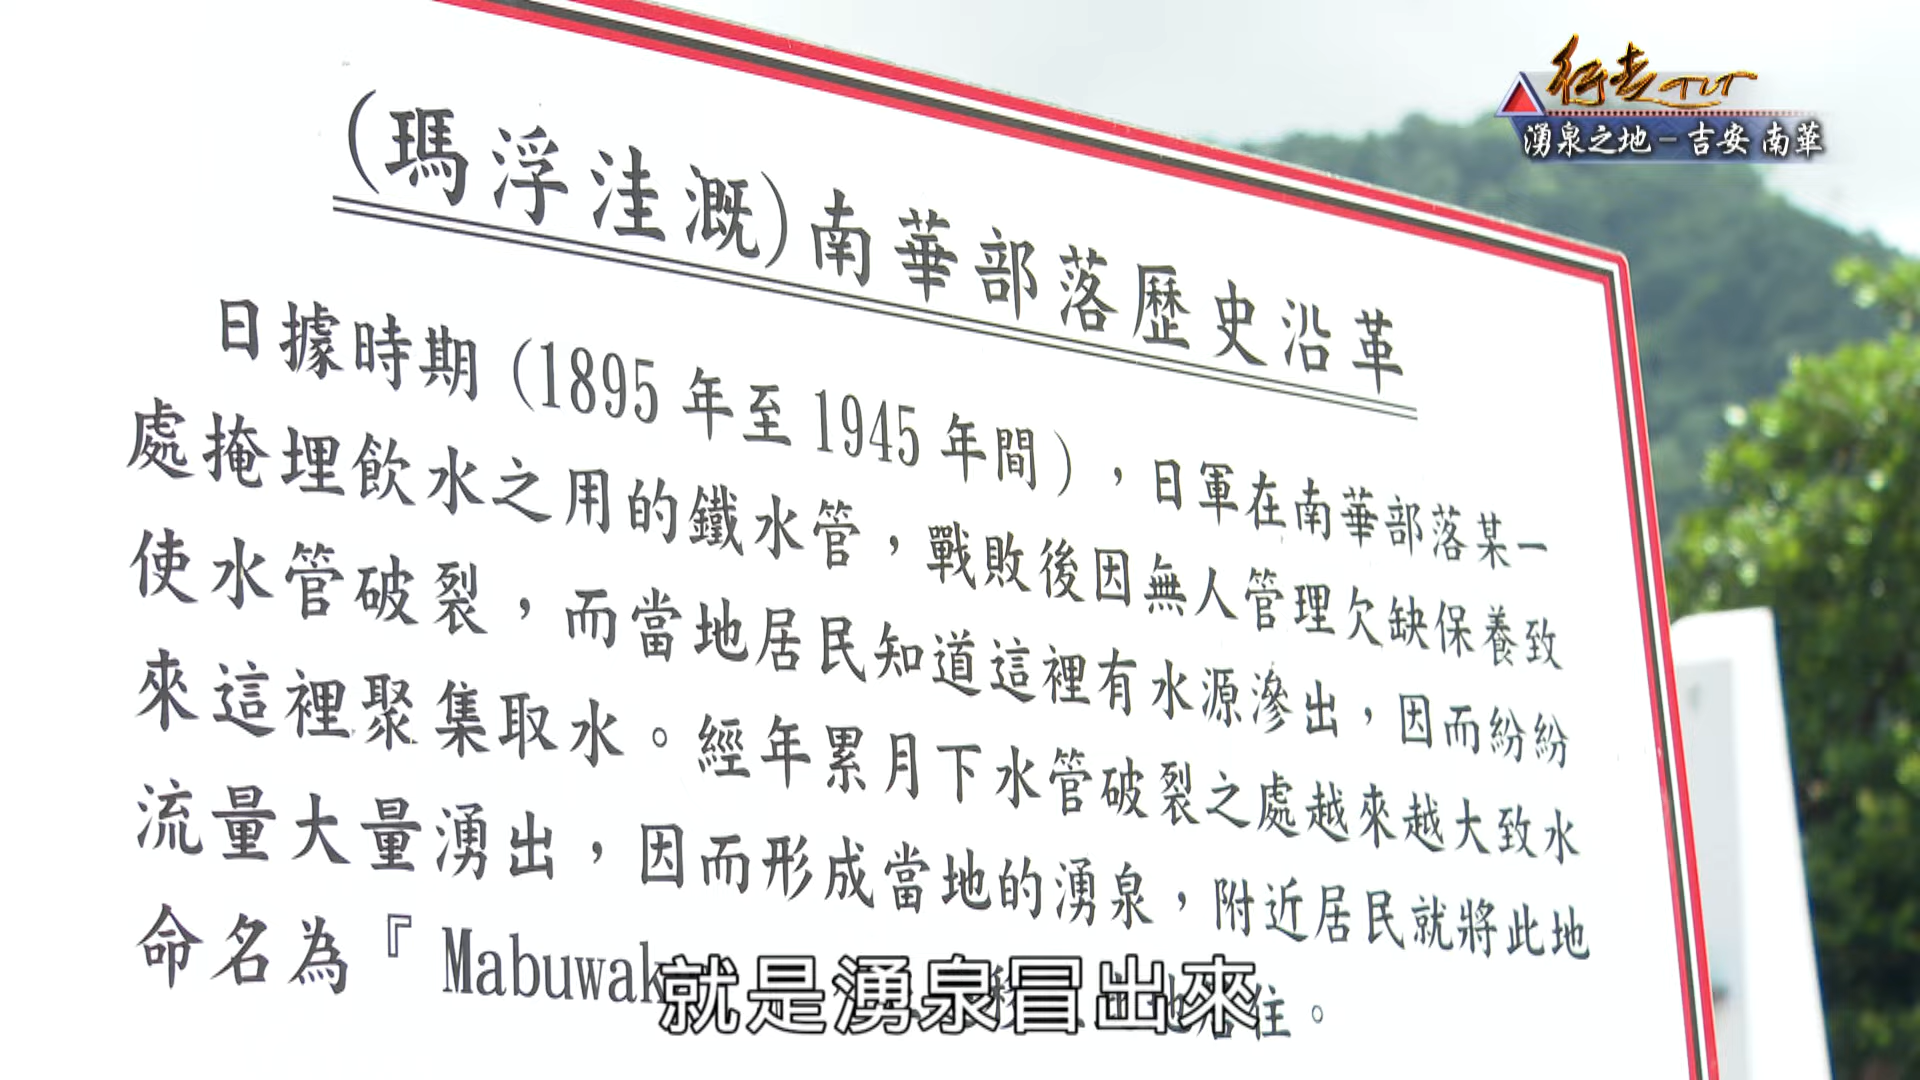 行走TIT
湧泉之地－吉安 南華
(瑪浮洼溉)南華部落歷史沿革
日據時期(1895年至1945年間)，日軍在南華部落某一
處掩埋飲水之用的鐵水管，戰敗後因無人管理欠缺保養致
使水管破裂，而當地居民知道這裡有水源滲出，因而紛紛
來這裡聚集取水。經年累月下水管破裂之處越來越大致水
流量大量湧出，因而形成當地的湧泉，附近居民就將此地
命名為『Mabuwak 居住。
就是湧泉冒出來